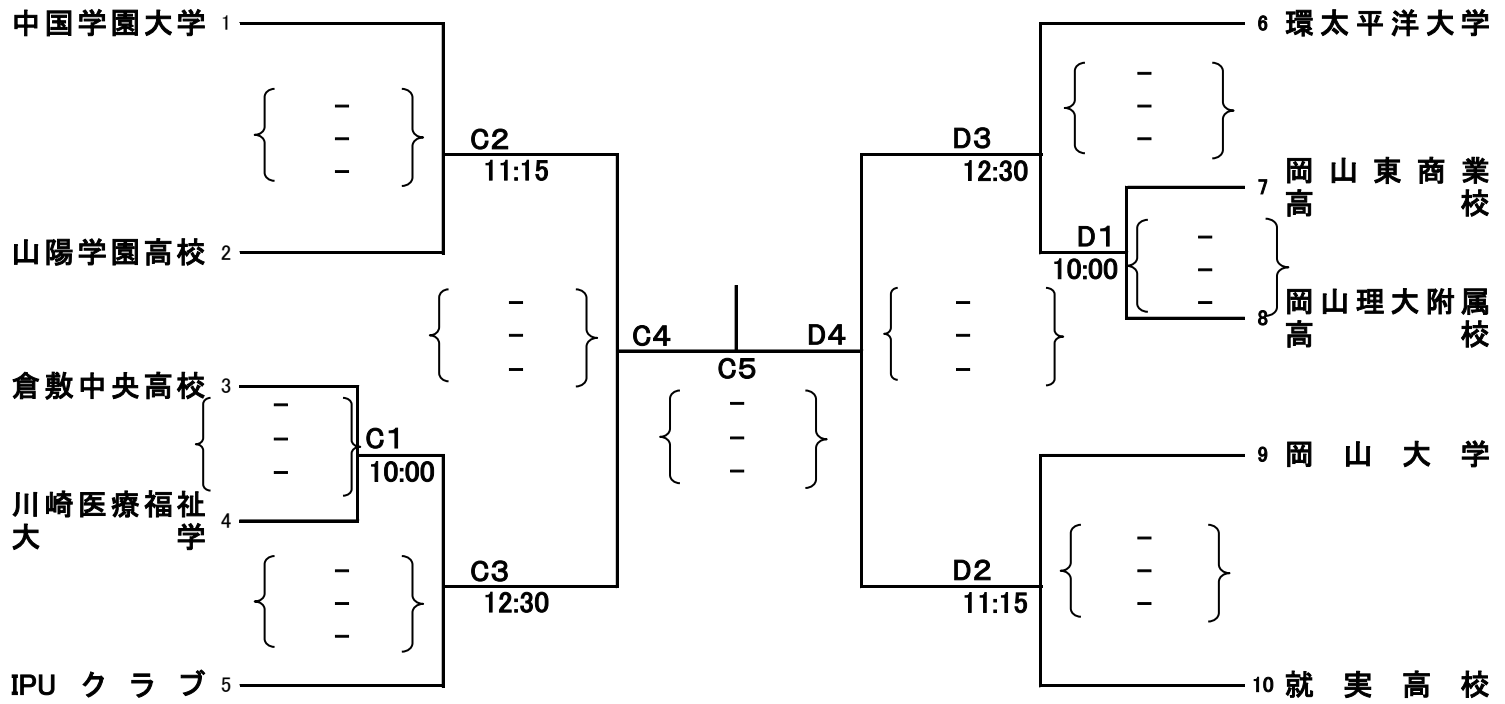 中国学園大学 1
－
－
－
C2
11:15
山陽学園高校 2
－
－
－
C4
倉敷中央高校 3
－
－
－
C1
10:00
川崎医療福祉
大学 4
－
－
－
C3
12:30
IPUクラブ 5
C5
－
－
－
6 環太平洋大学
－
－
－
D3
12:30
7 岡山東商業
高校
D1
10:00
－
－
－
8 岡山理大附属
高校
D4
－
－
－
9 岡山大学
－
－
－
D2
11:15
10 就実高校